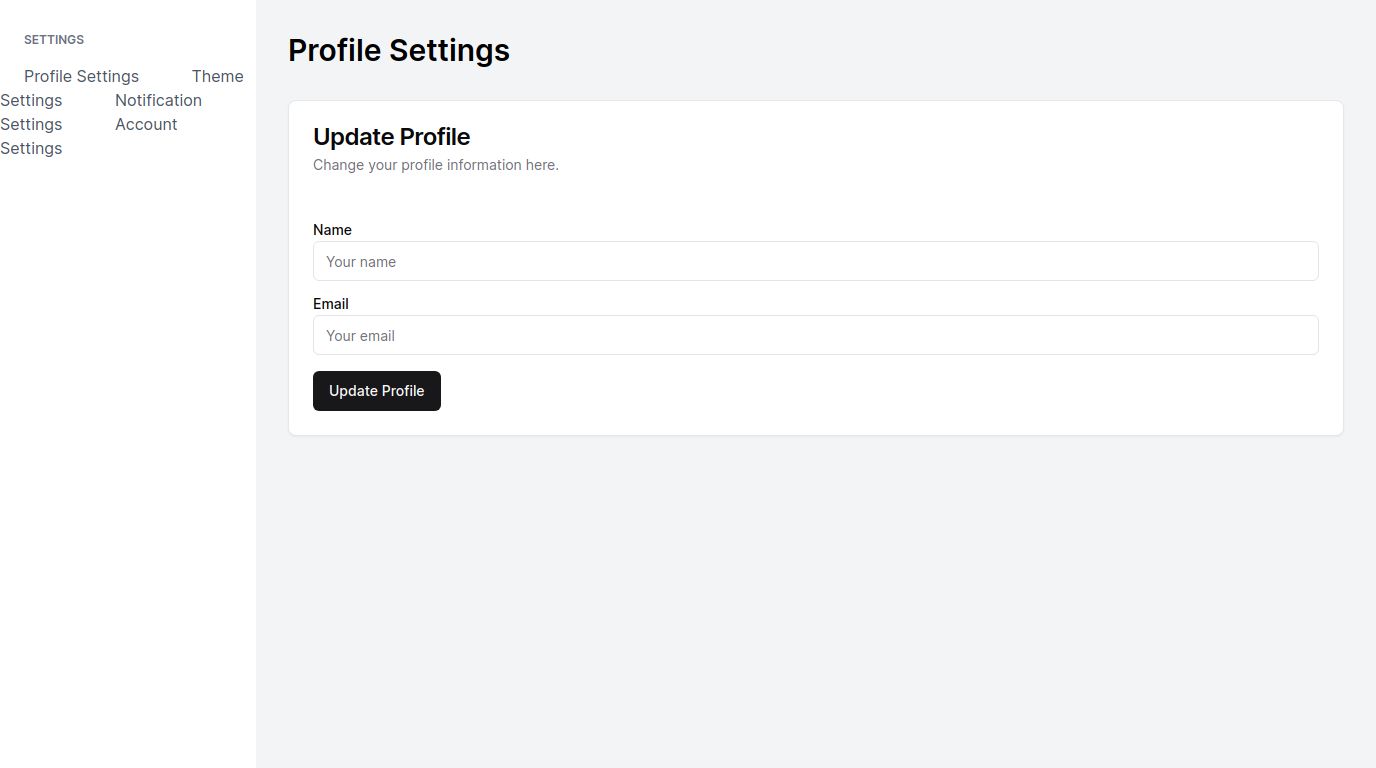 SETTINGS
Profile Settings Theme
Settings Notification
Settings Account
Settings
Profile Settings
Update Profile
Change your profile information here.
Name
Your name
Email
Your email
Update Profile